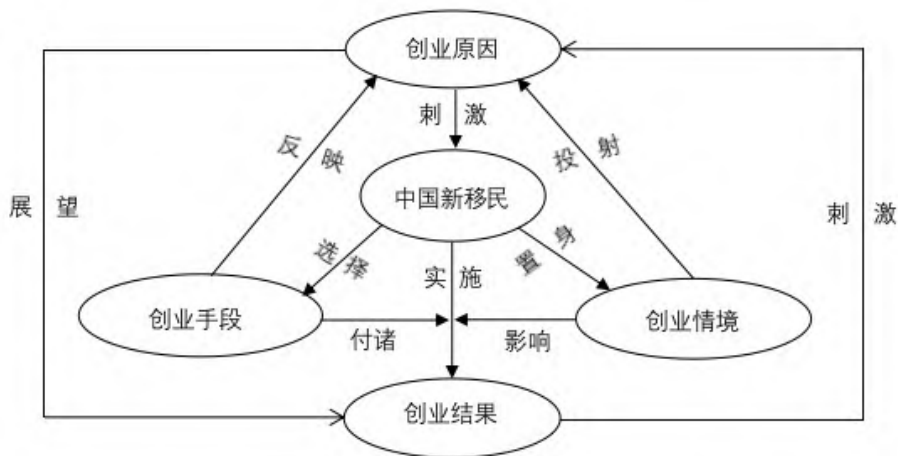 创业原因
刺 激
反映
投射
中国新移民
展 望
刺 激
选择
实 施
置身
创业手段
创业情境
付诸
影响
创业结果